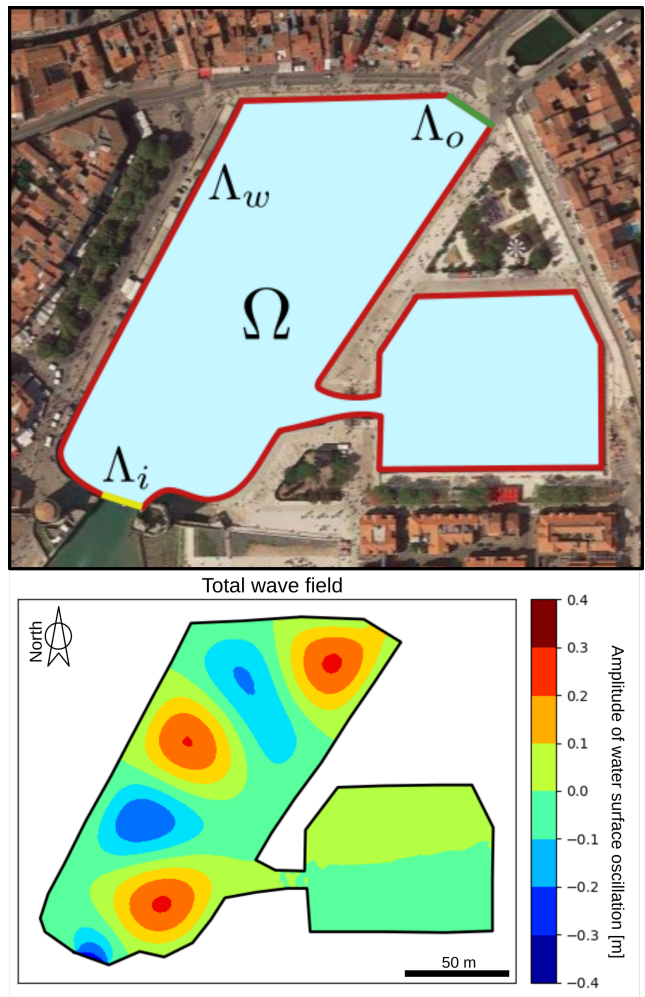 Λₒ
Λ_w
Ω
Λᵢ
Total wave field
North
0.4
0.3
0.2
0.1
0.0
−0.1
−0.2
−0.3
−0.4
Amplitude of water surface oscillation [m]
50 m